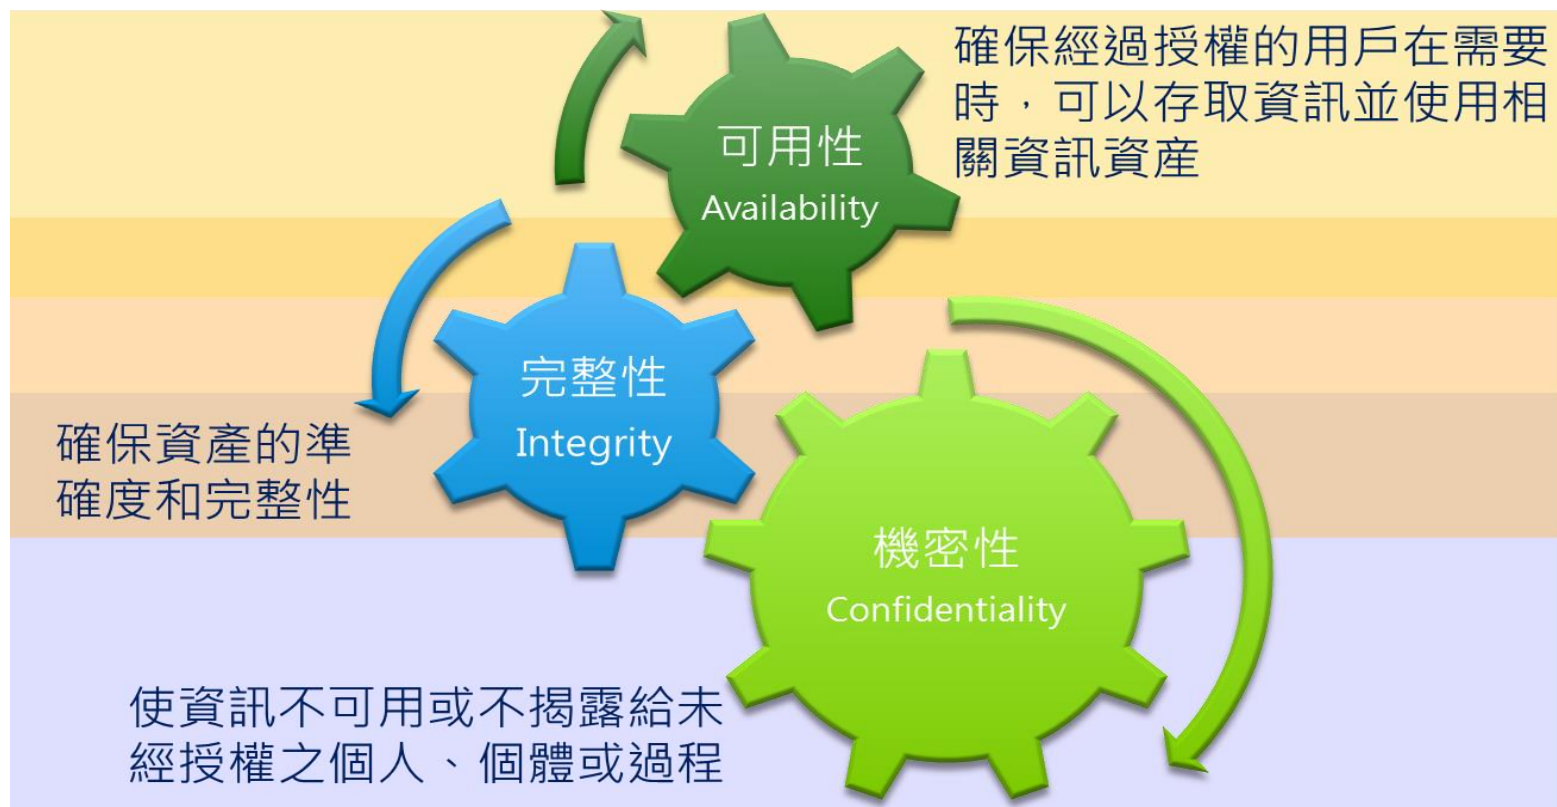 確保經過授權的用戶在需要
時，可以存取資訊並使用相
關資訊資產
可用性
Availability
完整性
Integrity
確保資產的準
確度和完整性
機密性
Confidentiality
使資訊不可用或不揭露給未
經授權之個人、個體或過程